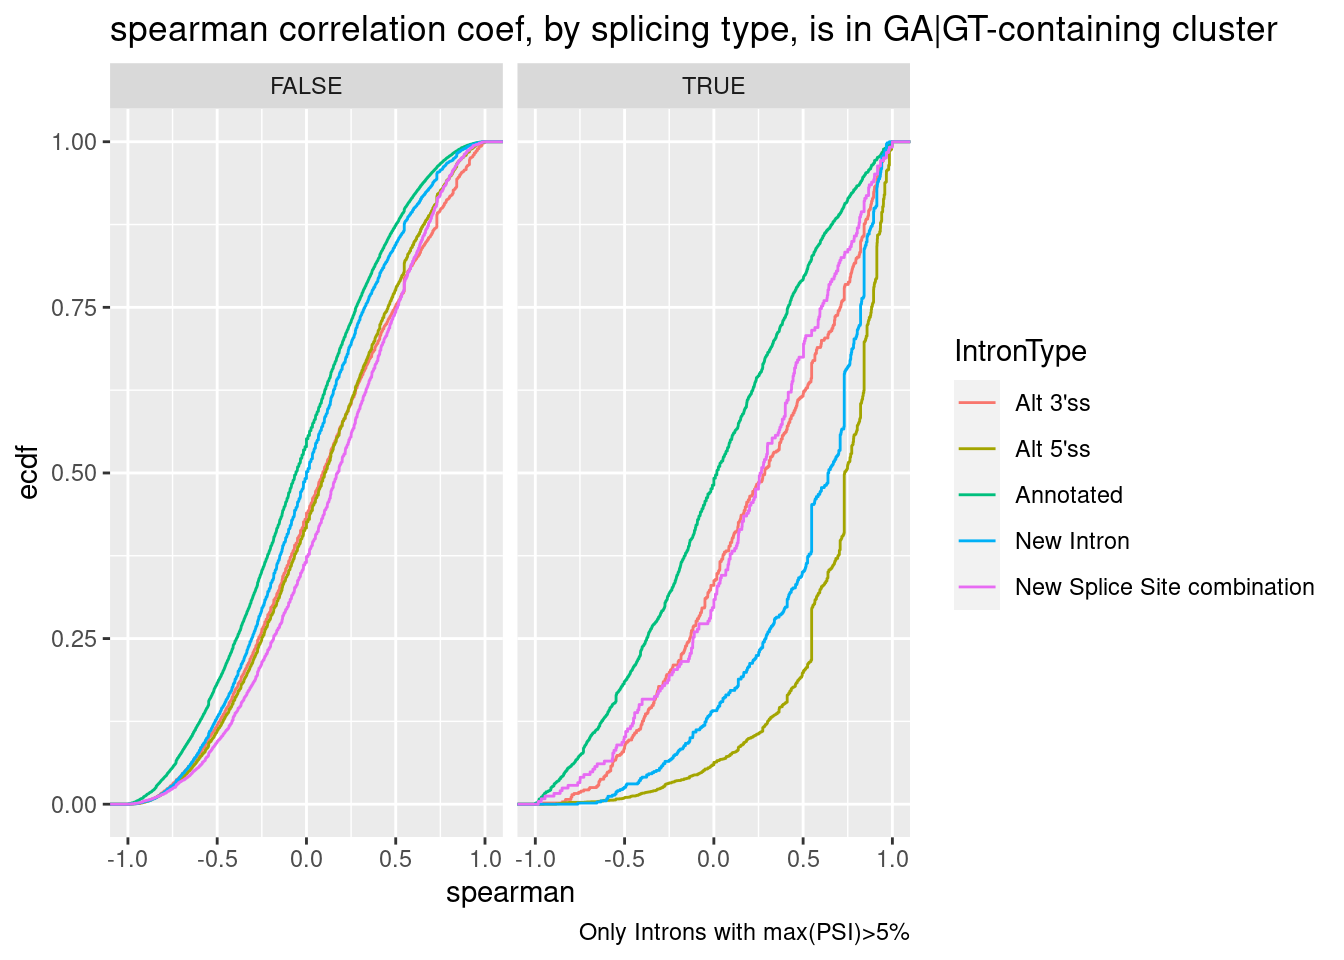 spearman correlation coef, by splicing type, is in GA|GT-containing cluster
FALSE
TRUE
1.00
0.75
0.50
0.25
0.00
ecdf
-1.0
-0.5
0.0
0.5
1.0
-1.0
-0.5
0.0
0.5
1.0
spearman
Only Introns with max(PSI)>5%
IntronType
Alt 3'ss
Alt 5'ss
Annotated
New Intron
New Splice Site combination